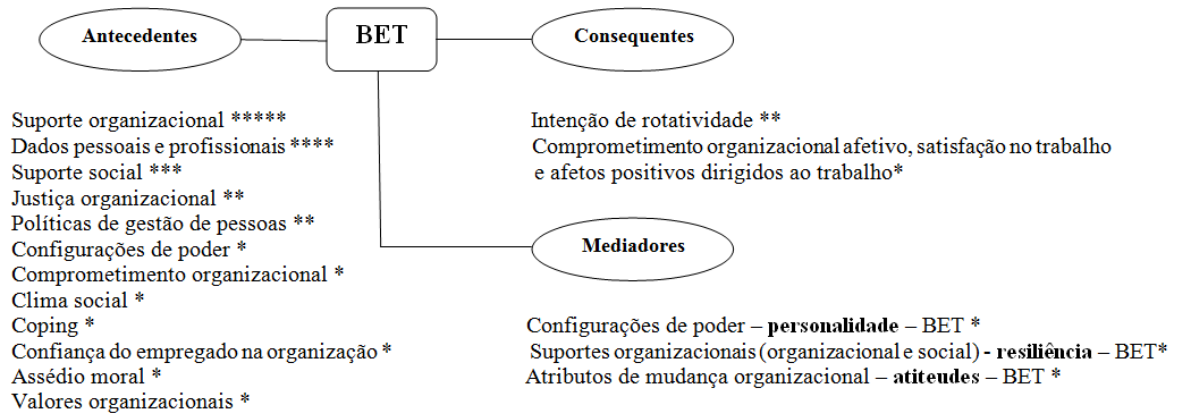 Antecedentes
BET
Consequentes
Suporte organizacional *****
Dados pessoais e profissionais ****
Suporte social ***
Justiça organizacional **
Políticas de gestão de pessoas **
Configurações de poder *
Comprometimento organizacional *
Clima social *
Coping *
Confiança do empregado na organização *
Assédio moral *
Valores organizacionais *
Intenção de rotatividade **
Comprometimento organizacional afetivo, satisfação no trabalho
e afetos positivos dirigidos ao trabalho*
Mediadores
Configurações de poder – personalidade – BET *
Suportes organizacionais (organizacional e social) - resiliência – BET*
Atributos de mudança organizacional – atiteudes – BET *